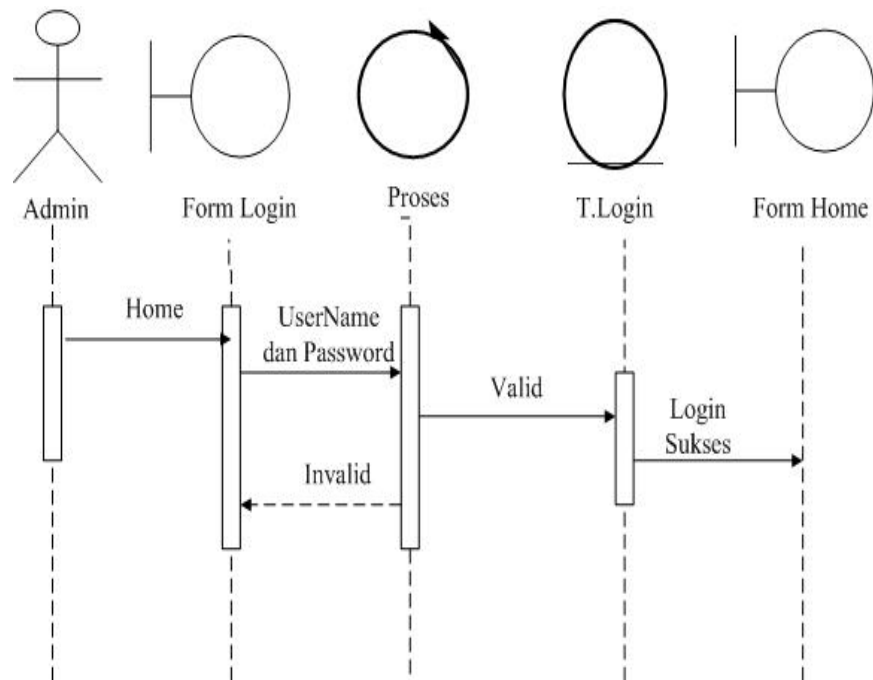 Admin
Form Login
Proses
T.Login
Form Home
Home
UserName
dan Password
Valid
Login
Sukses
Invalid